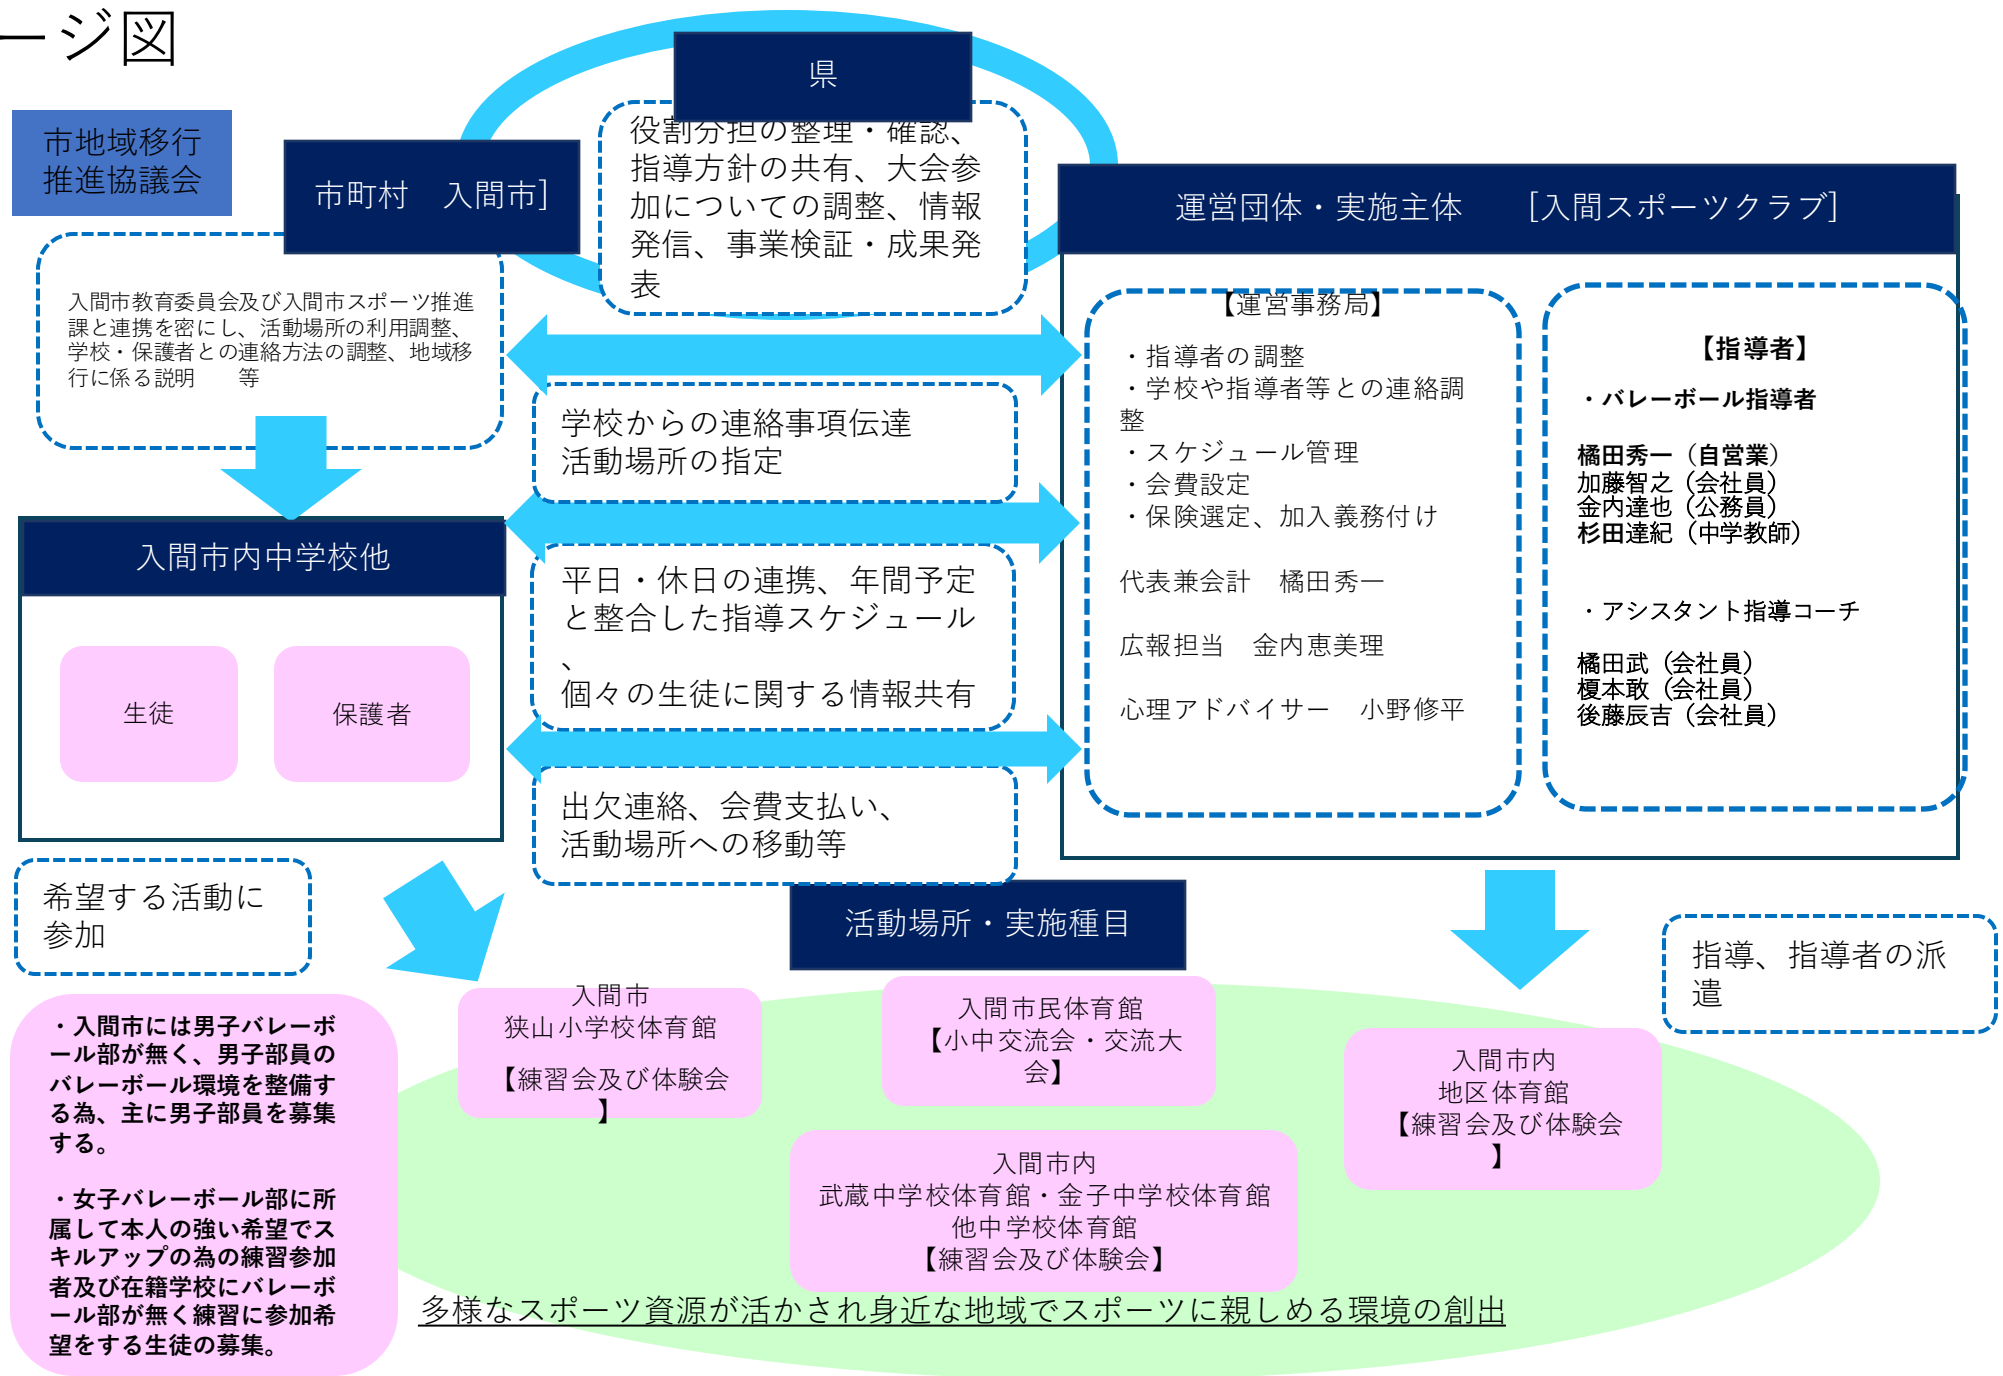 ージ図
県
市地域移行
推進協議会
市町村　入間市]
役割分担の整理・確認、
指導方針の共有、大会参
加についての調整、情報
発信、事業検証・成果発
表
運営団体・実施主体　　[入間スポーツクラブ]
入間市教育委員会及び入間市スポーツ推進
課と連携を密にし、活動場所の利用調整、
学校・保護者との連絡方法の調整、地域移
行に係る説明　　等
学校からの連絡事項伝達
活動場所の指定
【運営事務局】
・指導者の調整
・学校や指導者等との連絡調
整
・スケジュール管理
・会費設定
・保険選定、加入義務付け
代表兼会計　橘田秀一
広報担当　金内恵美理
心理アドバイサー　小野修平
【指導者】
・バレーボール指導者
橘田秀一（自営業）
加藤智之（会社員）
金内達也（公務員）
杉田達紀（中学教師）
・アシスタント指導コーチ
橘田武（会社員）
榎本敢（会社員）
後藤辰吉（会社員）
入間市内中学校他
生徒
保護者
平日・休日の連携、年間予定
と整合した指導スケジュール
、
個々の生徒に関する情報共有
出欠連絡、会費支払い、
活動場所への移動等
希望する活動に
参加
活動場所・実施種目
指導、指導者の派
遣
・入間市には男子バレーボ
ール部が無く、男子部員の
バレーボール環境を整備す
る為、主に男子部員を募集
する。
・女子バレーボール部に所
属して本人の強い希望でス
キルアップの為の練習参加
者及び在籍学校にバレーボ
ール部が無く練習に参加希
望をする生徒の募集。
入間市
狭山小学校体育館
【練習会及び体験会
】
入間市民体育館
【小中交流会・交流大
会】
入間市内
地区体育館
【練習会及び体験会
】
入間市内
武蔵中学校体育館・金子中学校体育館
他中学校体育館
【練習会及び体験会】
多様なスポーツ資源が活かされ身近な地域でスポーツに親しめる環境の創出